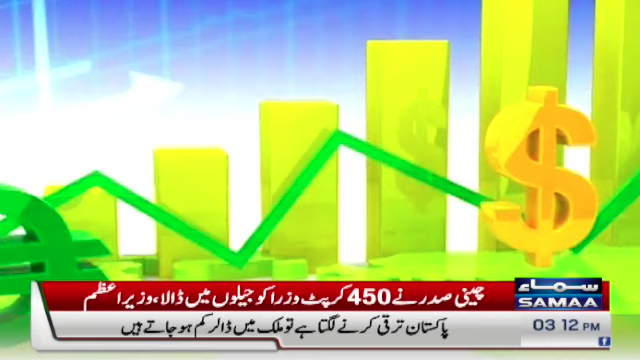 چینی صدر نے 450 کرپٹ وزرا کو جیلوں میں ڈالا، وزیراعظم
سماء
SAMAA
پاکستان ترقی کرنے لگتا ہے تو ملک میں ڈالر کم ہو جاتے ہیں
03:12 PM
f